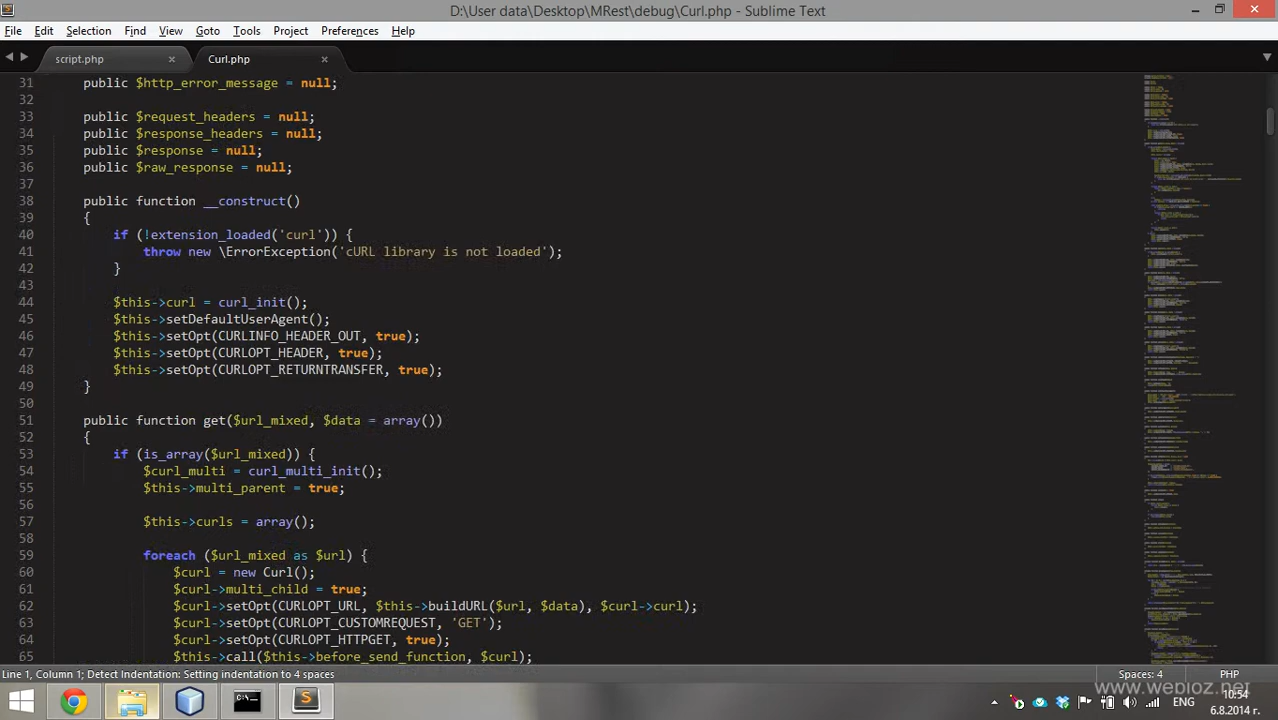 D:\User data\Desktop\MRest\debug\Curl.php - Sublime Text
File Edit Selection Find View Goto Tools Project Preferences Help
script.php Curl.php
31 public $http_error_message = null;
32
33 public $request_headers = null;
34 public $response_headers = null;
35 public $response = null;
36 public $raw_response = null;
37
38 public function __construct()
39 {
40 if (!extension_loaded('curl')) {
41 throw new \ErrorException('cURL library is not loaded');
42 }
43
44 $this->curl = curl_init();
45 $this->setDefaultUserAgent();
46 $this->setOpt(CURLINFO_HEADER_OUT, true);
47 $this->setOpt(CURLOPT_HEADER, true);
48 $this->setOpt(CURLOPT_RETURNTRANSFER, true);
49 }
50
51 public function get($url_mixed, $data = array())
52 {
53 if (is_array($url_mixed)) {
54 $curl_multi = curl_multi_init();
55 $this->multi_parent = true;
56
57 $this->curls = array();
58
59 foreach ($url_mixed as $url) {
60 $curl = new Curl();
61 $curl->multi_child = true;
62 $curl->setOpt(CURLOPT_URL, $this->buildURL($url, $data), $curl->curl);
63 $curl->setOpt(CURLOPT_CUSTOMREQUEST, 'GET');
64 $curl->setOpt(CURLOPT_HTTPGET, true);
65 $this->call($this->before_send_function, $curl);
Line 1, Column 1; Detect Indentation: Setting indentation to 4 spaces Spaces: 4 PHP
www.webioz.net
ENG 10:54
6.8.2014 г.